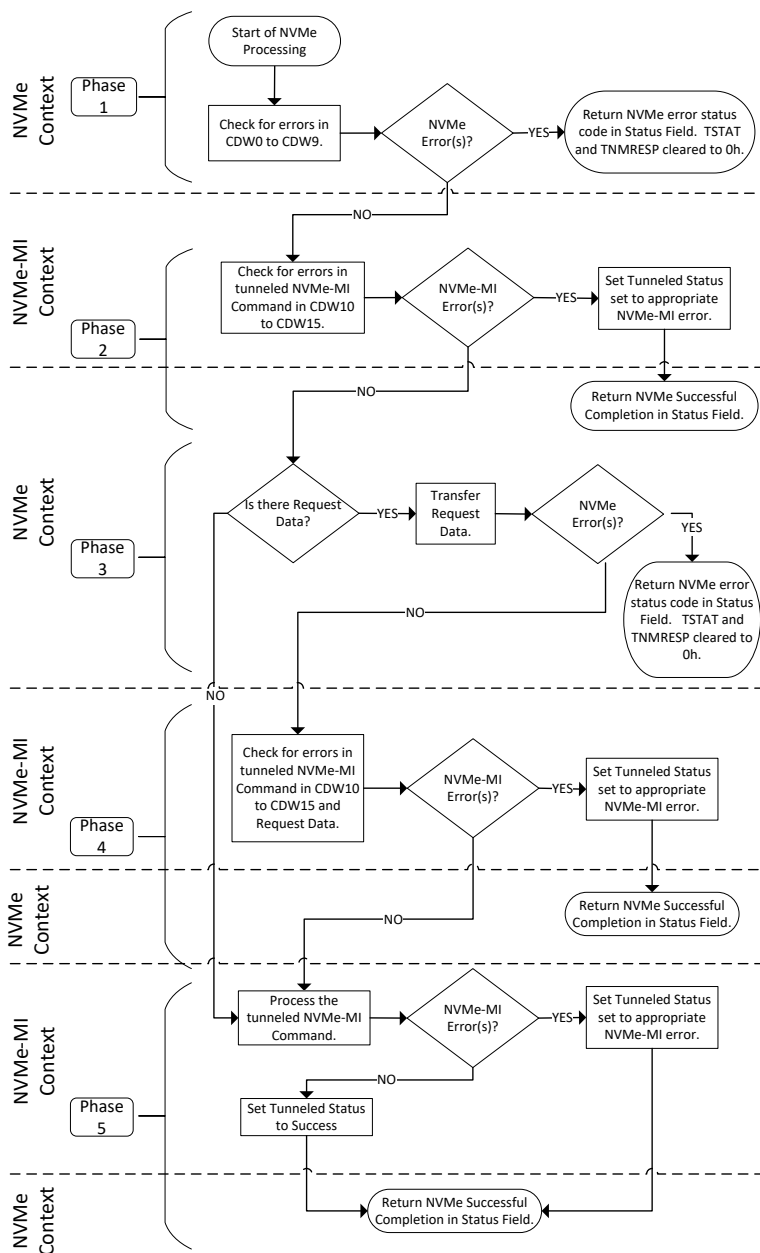 Start of NVMe
Processing
NVMe
Context
Phase
1
Check for errors in
CDW0 to CDW9.
NVMe
Error(s)?
YES
Return NVMe error status
code in Status Field.  TSTAT
and TNMRESP cleared to 0h.
NO
NVMe-MI
Context
Phase
2
Check for errors in
tunneled NVMe-MI
Command in CDW10
to CDW15.
NVMe-MI
Error(s)?
YES
Set Tunneled Status
set to appropriate
NVMe-MI error.
Return NVMe Successful
Completion in Status Field.
NO
NVMe
Context
Phase
3
Is there Request
Data?
YES
Transfer
Request
Data.
NVMe
Error(s)?
YES
Return NVMe error
status code in Status
Field.   TSTAT and
TNMRESP cleared to
0h.
NO
NO
NVMe-MI
Context
Phase
4
Check for errors in
tunneled NVMe-MI
Command in CDW10
to CDW15 and
Request Data.
NVMe-MI
Error(s)?
YES
Set Tunneled Status
set to appropriate
NVMe-MI error.
NVMe
Context
Return NVMe Successful
Completion in Status Field.
NO
NVMe-MI
Context
Phase
5
Process the
tunneled NVMe-MI
Command.
NVMe-MI
Error(s)?
YES
Set Tunneled Status
set to appropriate
NVMe-MI error.
NO
Set Tunneled Status
to Success
NVMe
Context
Return NVMe Successful
Completion in Status Field.